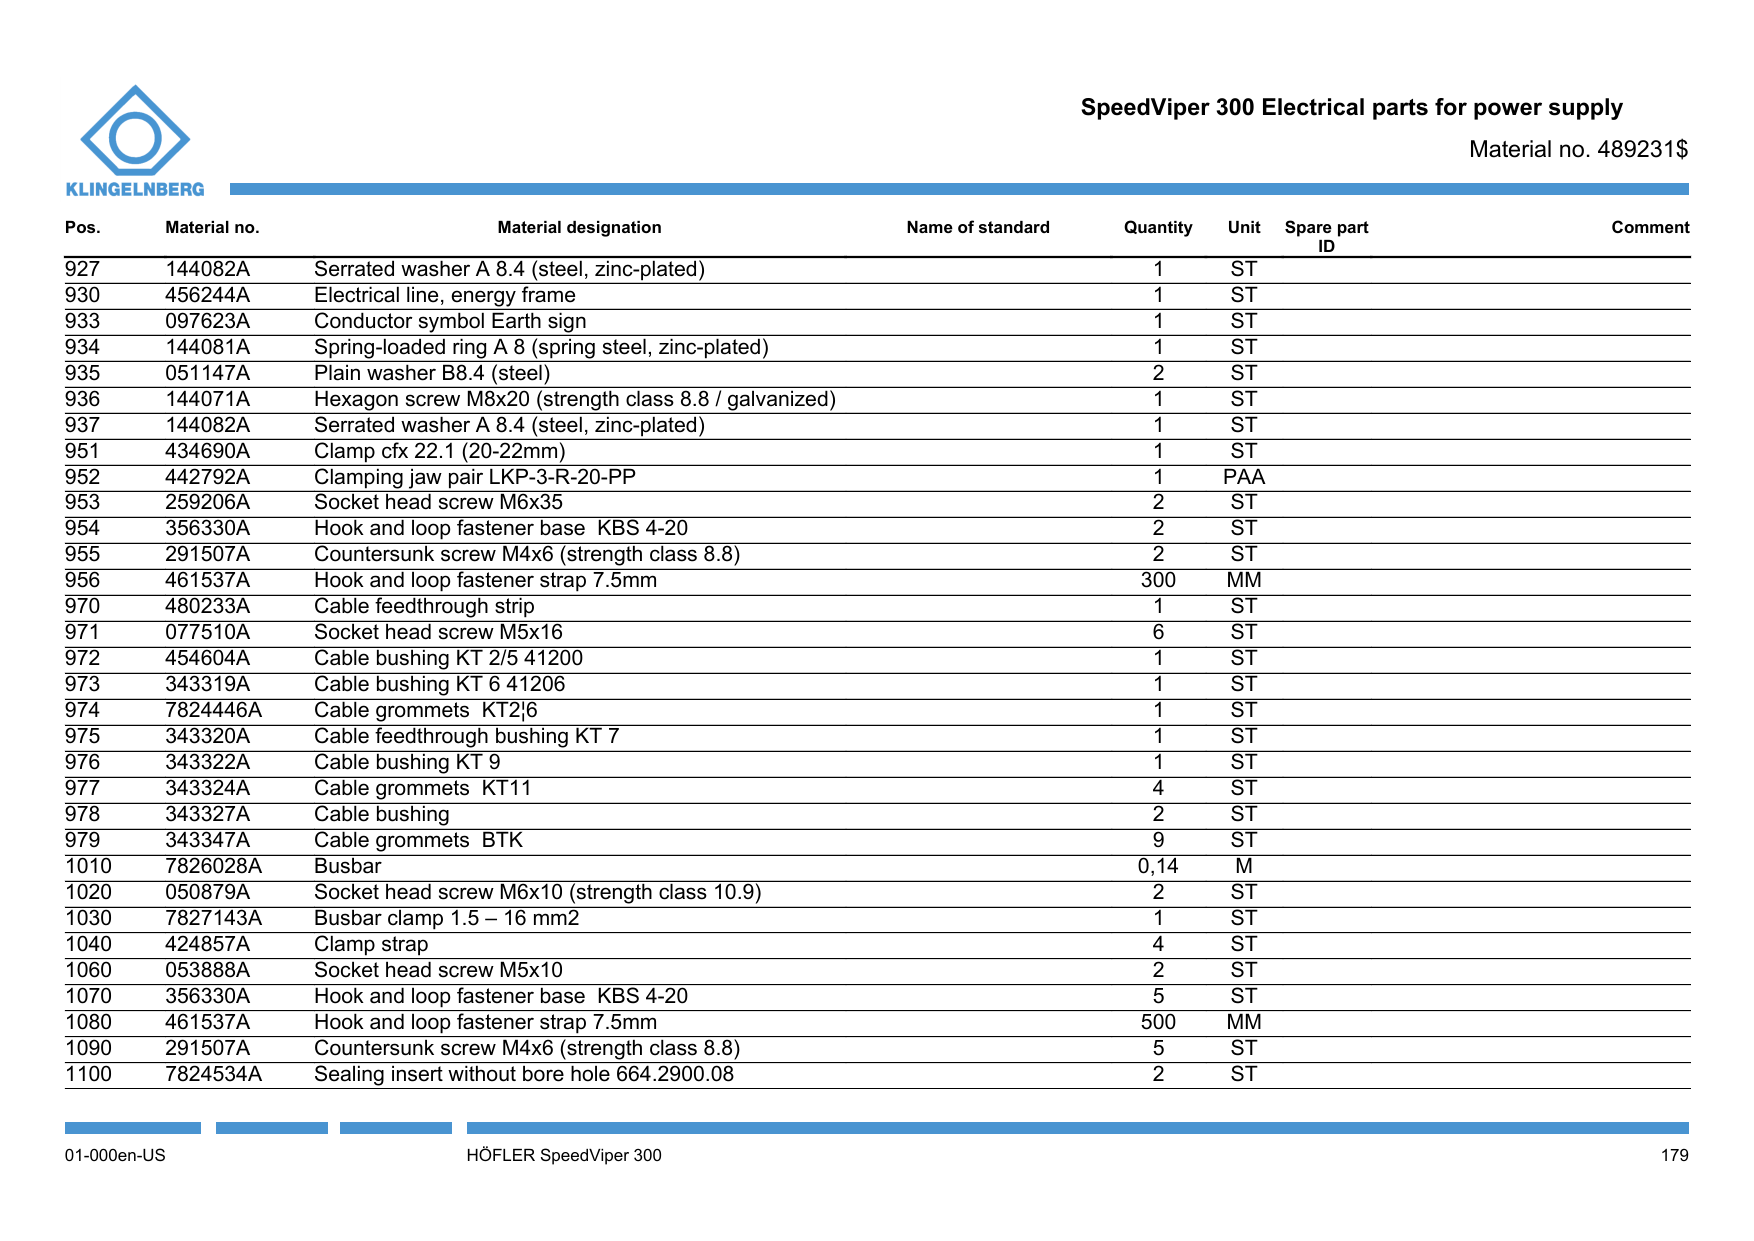 SpeedViper 300 Electrical parts for power supply
Material no. 489231$
KLINGELNBERG
Pos. Material no. Material designation Name of standard Quantity Unit Spare part ID Comment
927 144082A Serrated washer A 8.4 (steel, zinc-plated) 1 ST
930 456244A Electrical line, energy frame 1 ST
933 097623A Conductor symbol Earth sign 1 ST
934 144081A Spring-loaded ring A 8 (spring steel, zinc-plated) 1 ST
935 051147A Plain washer B8.4 (steel) 2 ST
936 144071A Hexagon screw M8x20 (strength class 8.8 / galvanized) 1 ST
937 144082A Serrated washer A 8.4 (steel, zinc-plated) 1 ST
951 434690A Clamp cfx 22.1 (20-22mm) 1 ST
952 442792A Clamping jaw pair LKP-3-R-20-PP 1 PAA
953 259206A Socket head screw M6x35 2 ST
954 356330A Hook and loop fastener base  KBS 4-20 2 ST
955 291507A Countersunk screw M4x6 (strength class 8.8) 2 ST
956 461537A Hook and loop fastener strap 7.5mm 300 MM
970 480233A Cable feedthrough strip 1 ST
971 077510A Socket head screw M5x16 6 ST
972 454604A Cable bushing KT 2/5 41200 1 ST
973 343319A Cable bushing KT 6 41206 1 ST
974 7824446A Cable grommets  KT2¦6 1 ST
975 343320A Cable feedthrough bushing KT 7 1 ST
976 343322A Cable bushing KT 9 1 ST
977 343324A Cable grommets  KT11 4 ST
978 343327A Cable bushing 2 ST
979 343347A Cable grommets  BTK 9 ST
1010 7826028A Busbar 0,14 M
1020 050879A Socket head screw M6x10 (strength class 10.9) 2 ST
1030 7827143A Busbar clamp 1.5 – 16 mm2 1 ST
1040 424857A Clamp strap 4 ST
1060 053888A Socket head screw M5x10 2 ST
1070 356330A Hook and loop fastener base  KBS 4-20 5 ST
1080 461537A Hook and loop fastener strap 7.5mm 500 MM
1090 291507A Countersunk screw M4x6 (strength class 8.8) 5 ST
1100 7824534A Sealing insert without bore hole 664.2900.08 2 ST
01-000en-US HÖFLER SpeedViper 300 179